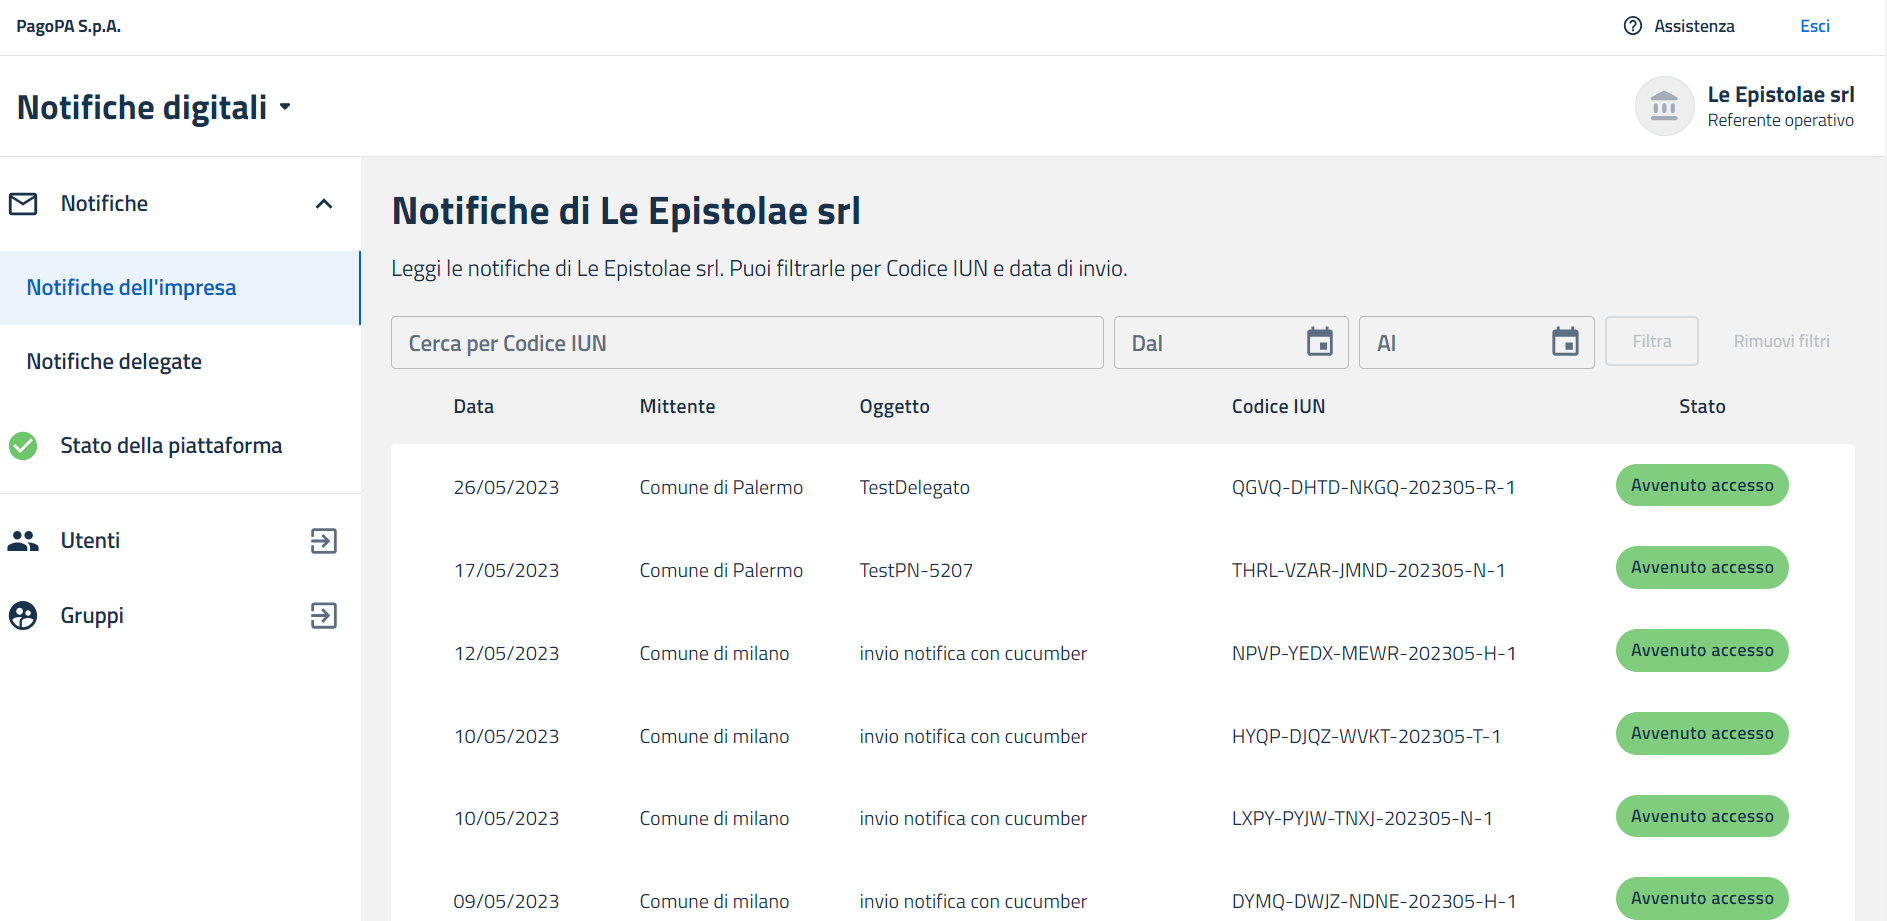 PagoPA S.p.A.
Assistenza
Esci
Notifiche digitali
Le Epistolae srl
Referente operativo
Notifiche
Notifiche dell'impresa
Notifiche delegate
Stato della piattaforma
Utenti
Gruppi
Notifiche di Le Epistolae srl
Leggi le notifiche di Le Epistolae srl. Puoi filtrarle per Codice IUN e data di invio.
Cerca per Codice IUN Dal Al Filtra Rimuovi filtri
Data Mittente Oggetto Codice IUN Stato
26/05/2023 Comune di Palermo TestDelegato QGVQ-DHTD-NKGQ-202305-R-1 Avvenuto accesso
17/05/2023 Comune di Palermo TestPN-5207 THRL-VZAR-JMND-202305-N-1 Avvenuto accesso
12/05/2023 Comune di milano invio notifica con cucumber NPVP-YEDX-MEWR-202305-H-1 Avvenuto accesso
10/05/2023 Comune di milano invio notifica con cucumber HYQP-DJQZ-WVKT-202305-T-1 Avvenuto accesso
10/05/2023 Comune di milano invio notifica con cucumber LXPY-PYJW-TNXJ-202305-N-1 Avvenuto accesso
09/05/2023 Comune di milano invio notifica con cucumber DYMQ-DWJZ-NDNE-202305-H-1 Avvenuto accesso